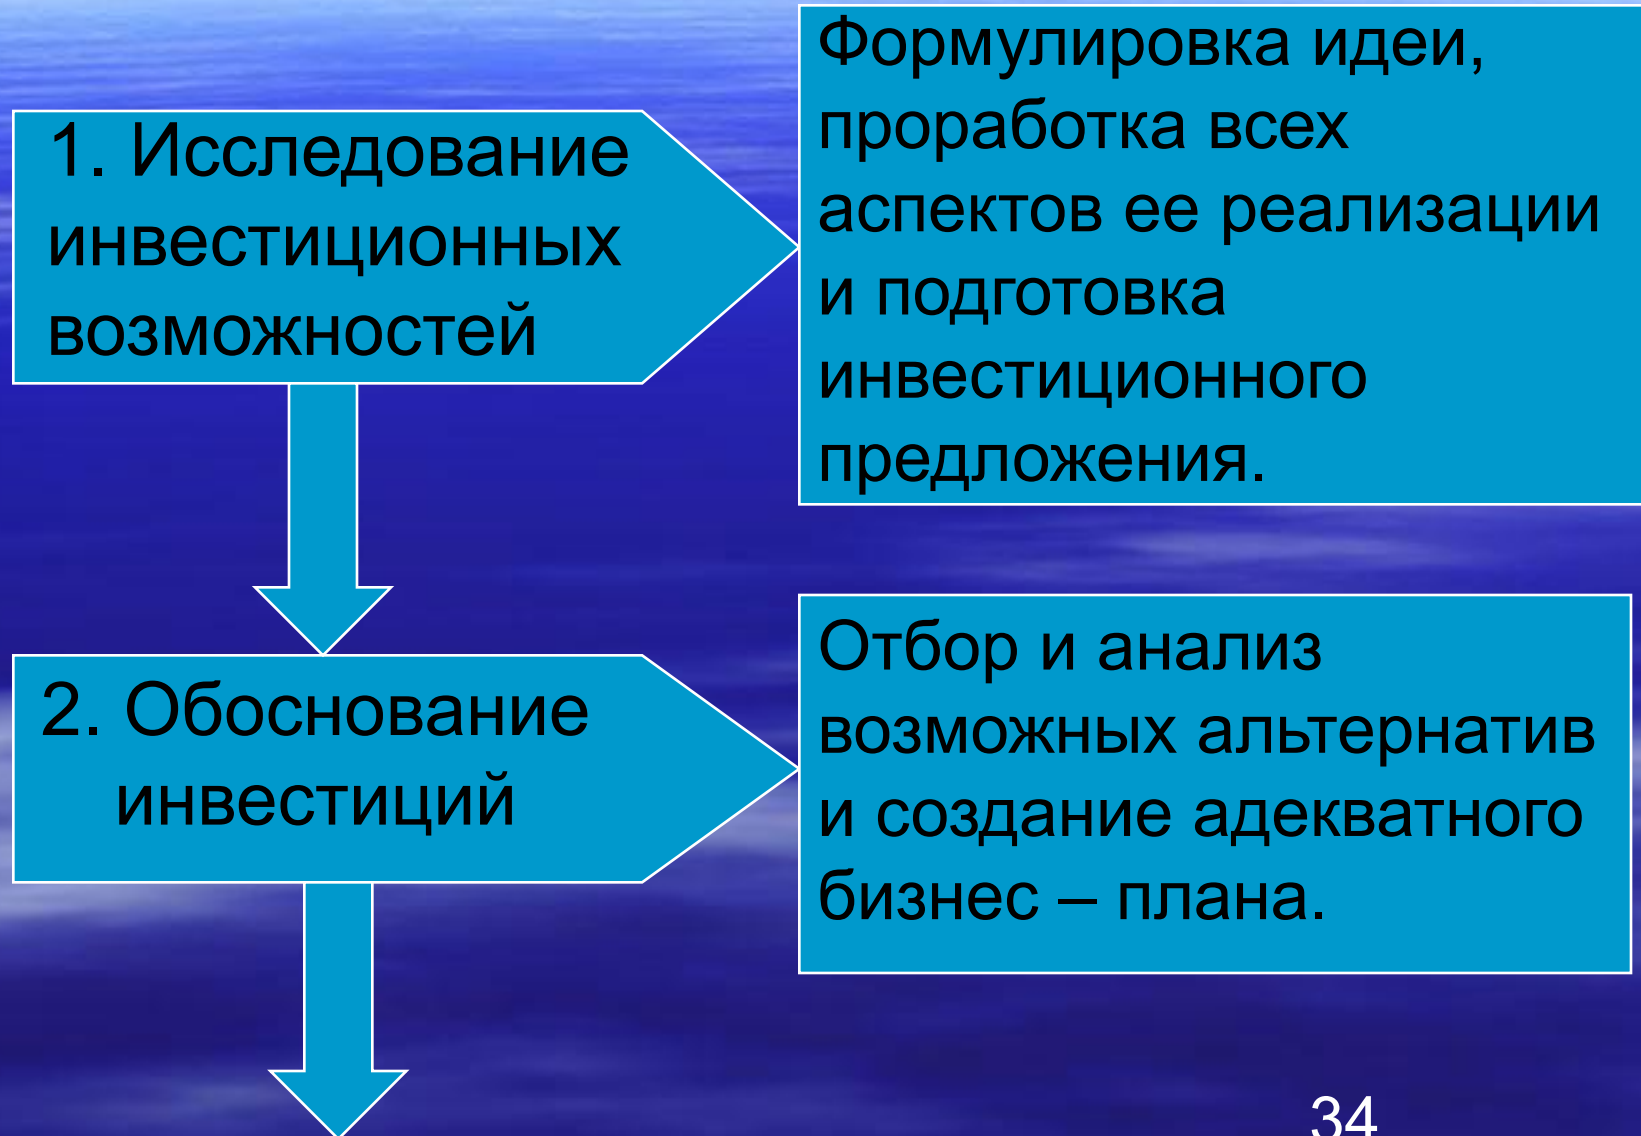 1. Исследование
инвестиционных
возможностей
Формулировка идеи,
проработка всех
аспектов ее реализации
и подготовка
инвестиционного
предложения.
2. Обоснование
инвестиций
Отбор и анализ
возможных альтернатив
и создание адекватного
бизнес – плана.
34